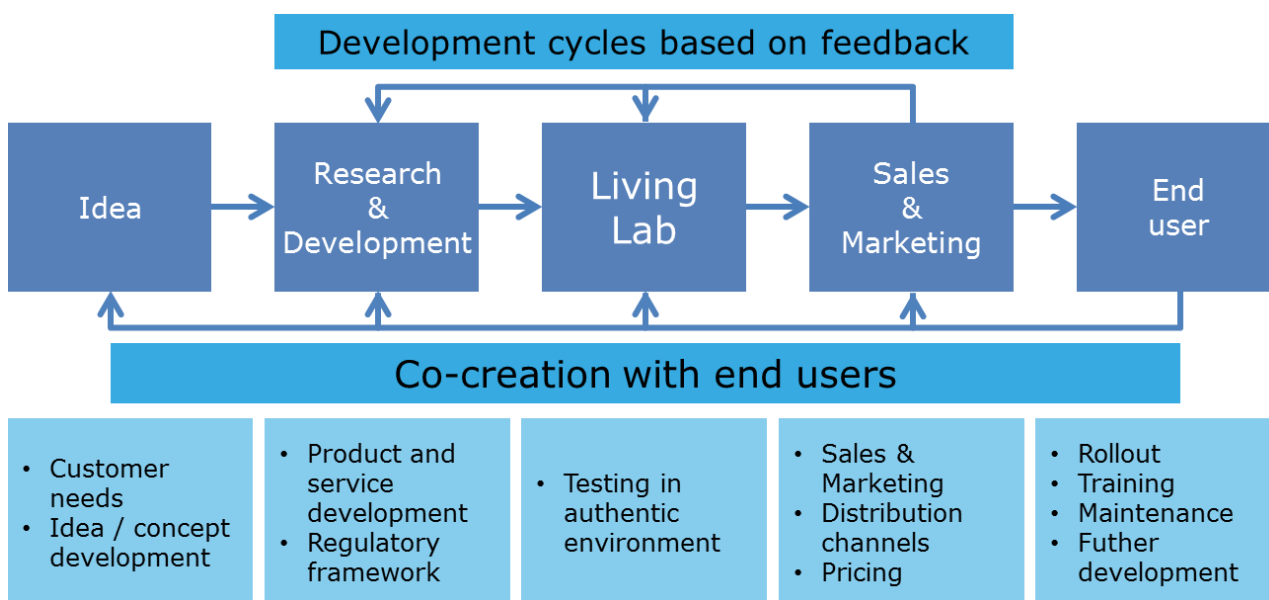 Development cycles based on feedback
Idea
Research
&
Development
Living
Lab
Sales
&
Marketing
End
user
Co-creation with end users
• Customer
needs
• Idea / concept
development
• Product and
service
development
• Regulatory
framework
• Testing in
authentic
environment
• Sales &
Marketing
• Distribution
channels
• Pricing
• Rollout
• Training
• Maintenance
• Futher
development